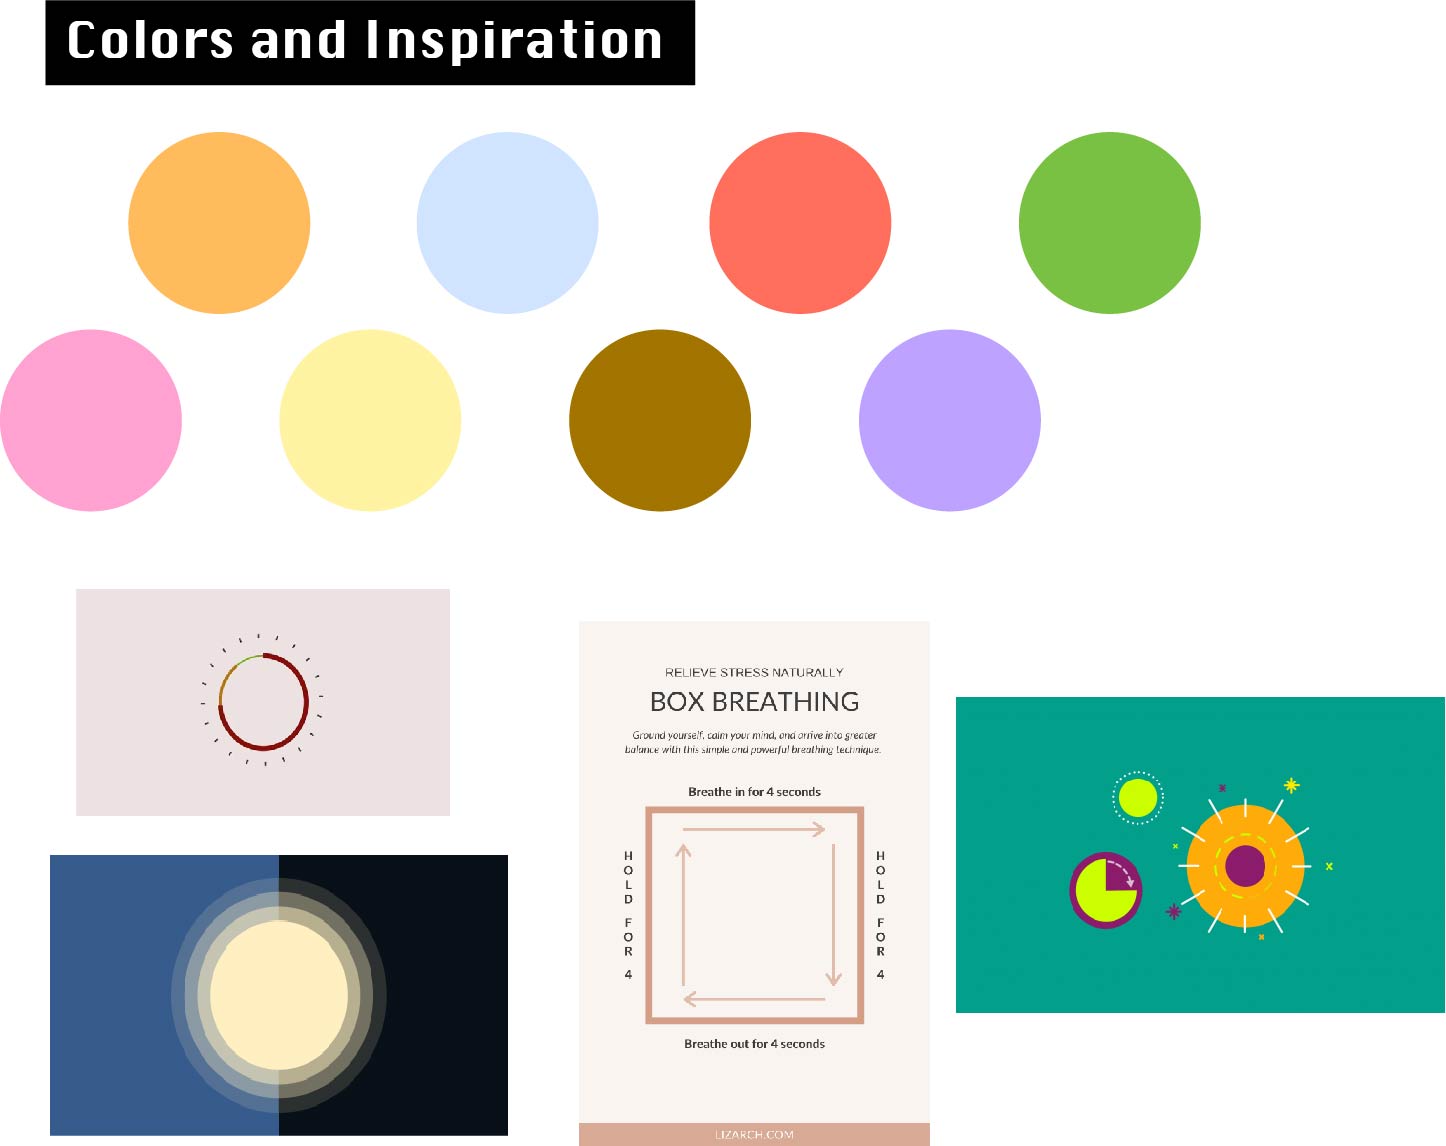 Colors and Inspiration
RELIEVE STRESS NATURALLY
BOX BREATHING
Ground yourself, calm your mind, and arrive into greater
balance with this simple and powerful breathing technique.
Breathe in for 4 seconds
HOLD FOR 4
HOLD FOR 4
Breathe out for 4 seconds
LIZARCH.COM